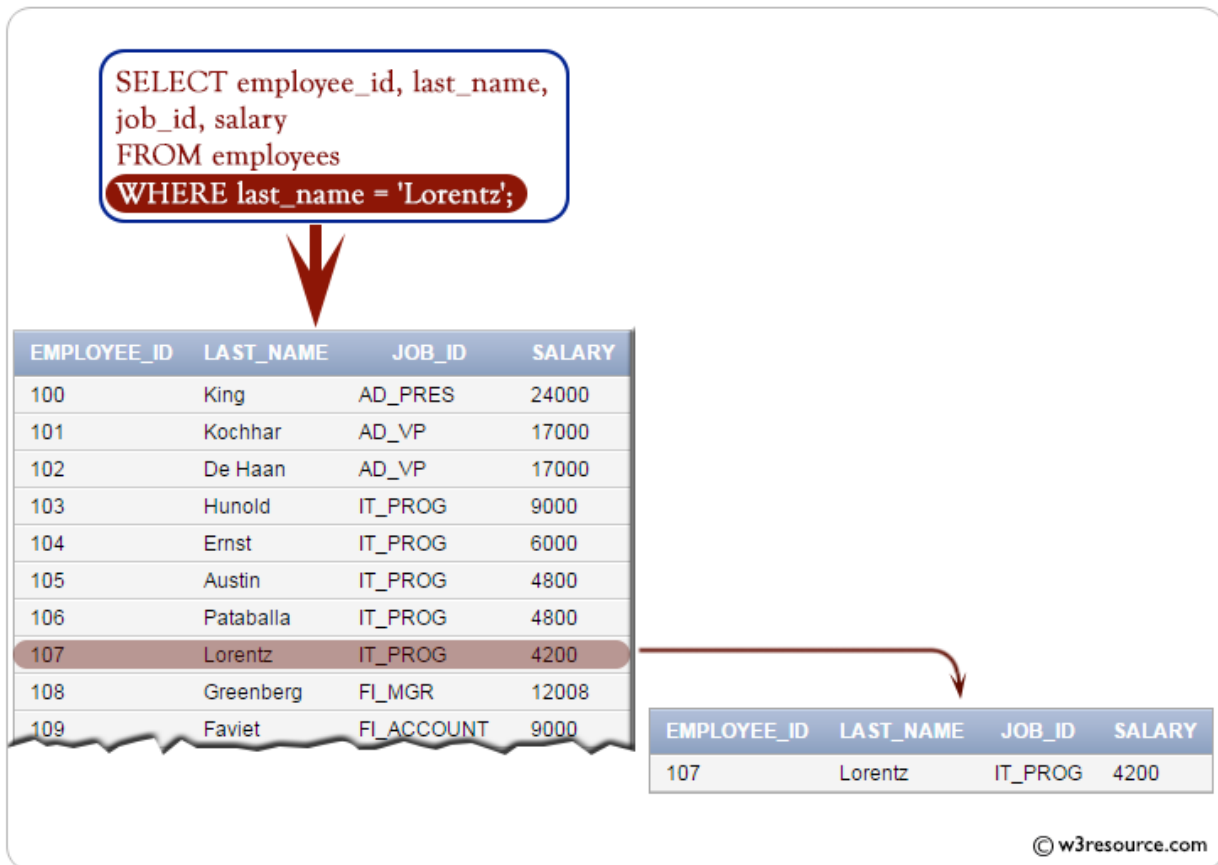 SELECT employee_id, last_name,
job_id, salary
FROM employees
WHERE last_name = 'Lorentz';
EMPLOYEE_ID LAST_NAME JOB_ID SALARY
100 King AD_PRES 24000
101 Kochhar AD_VP 17000
102 De Haan AD_VP 17000
103 Hunold IT_PROG 9000
104 Ernst IT_PROG 6000
105 Austin IT_PROG 4800
106 Pataballa IT_PROG 4800
107 Lorentz IT_PROG 4200
108 Greenberg FI_MGR 12008
109 Faviet FI_ACCOUNT 9000
EMPLOYEE_ID LAST_NAME JOB_ID SALARY
107 Lorentz IT_PROG 4200
© w3resource.com